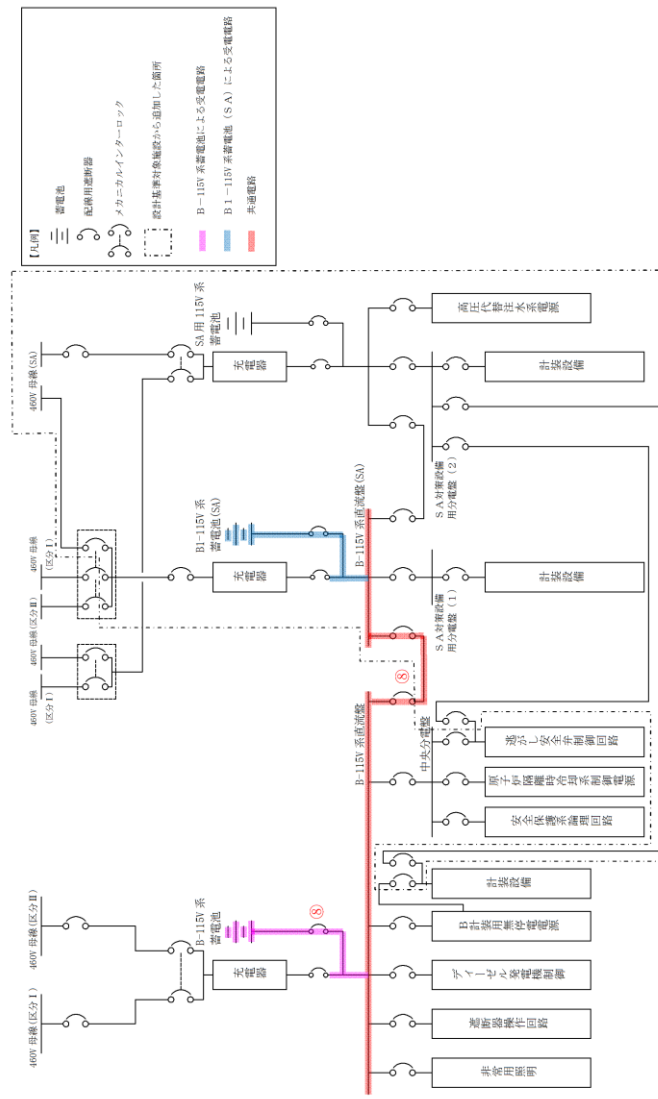 【凡例】
蓄電池
配線用遮断器
メカニカルインターロック
設計基準対象施設から追加した箇所
B－115V系蓄電池による受電電路
B1－115V系蓄電池（SA）による受電電路
共通電路
460V母線(区分Ⅰ)
460V母線(区分Ⅱ)
充電器
B-115V系
蓄電池
⑧
460V母線
(区分Ⅰ)
460V母線(区分Ⅱ)
460V母線(区分Ⅱ)
460V母線
(区分Ⅰ)
460V母線(SA)
充電器
B1-115V系
蓄電池(SA)
充電器
SA用115V系
蓄電池
B-115V系直流盤
⑧
B-115V系直流盤(SA)
非常用照明
遮断器操作回路
ディーゼル発電機制御
B計装用無停電電源
計装設備
中央分電盤
安全保護系論理回路
原子炉隔離時冷却系制御電源
逃がし安全弁制御回路
SA対策設備
用分電盤（1）
計装設備
SA対策設備
用分電盤（2）
計装設備
高圧代替注水系電源